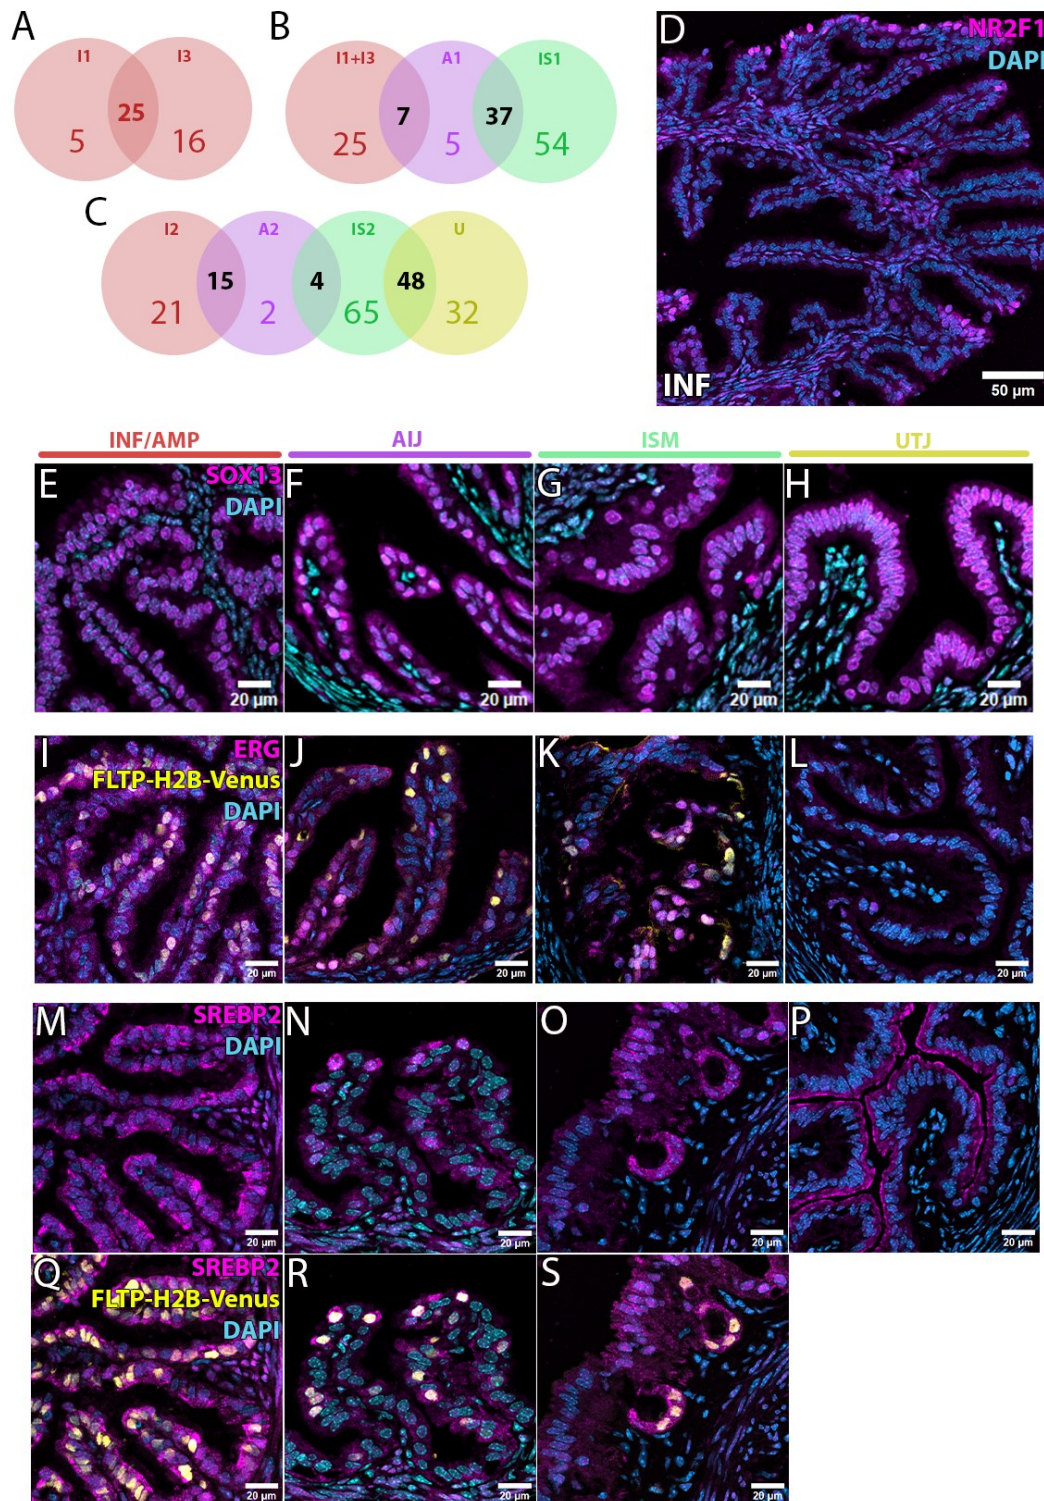 A
I1
I3
5
25
16
B
I1+I3
A1
IS1
25
7
5
37
54
C
I2
A2
IS2
U
21
15
2
4
65
48
32
D
NR2F1
DAPI
INF
50 µm
INF/AMP
AIJ
ISM
UTJ
E
SOX13
DAPI
20 µm
F
20 µm
G
20 µm
H
20 µm
I
ERG
FLTP-H2B-Venus
DAPI
20 µm
J
20 µm
K
20 µm
L
20 µm
M
SREBP2
DAPI
20 µm
N
20 µm
O
20 µm
P
20 µm
Q
SREBP2
FLTP-H2B-Venus
DAPI
20 µm
R
20 µm
S
20 µm